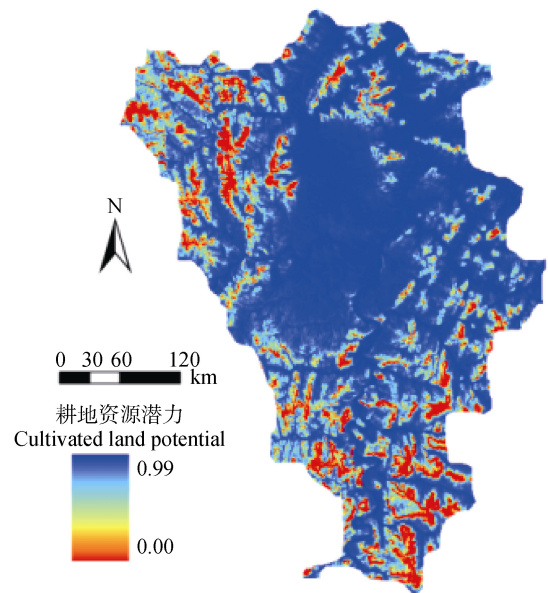 N
0 30 60 120
km
耕地资源潜力
Cultivated land potential
0.99
0.00